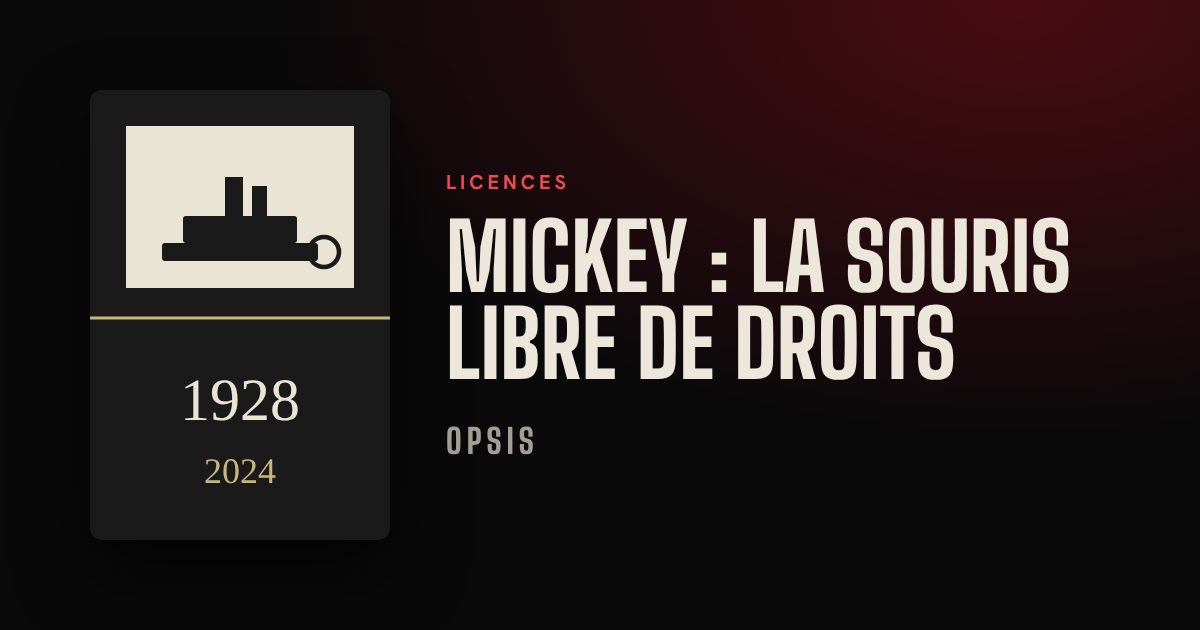 1928
2024
LICENCES
MICKEY : LA SOURIS
LIBRE DE DROITS
OPSIS